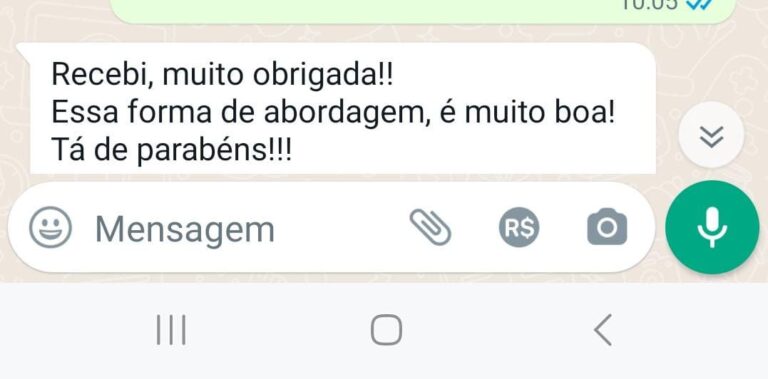 10:05
Recebi, muito obrigada!!
Essa forma de abordagem, é muito boa!
Tá de parabéns!!!
Mensagem
R$